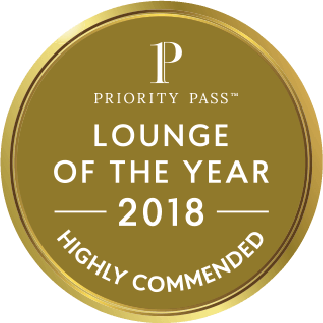 P
PRIORITY PASS™
LOUNGE
OF THE YEAR
2018
HIGHLY COMMENDED